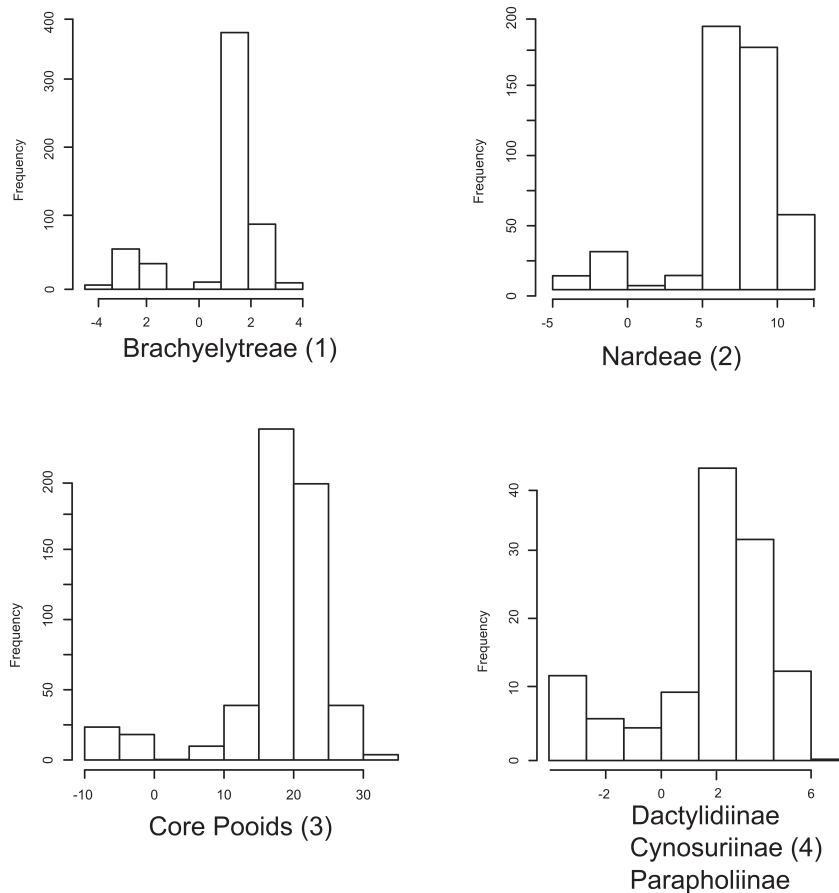 400
300
200
100
0
Frequency
-4 2 0 2 4
Brachyelytreae (1)
200
150
100
50
0
Frequency
-5 0 5 10
Nardeae (2)
200
150
100
50
0
Frequency
-10 0 10 20 30
Core Pooids (3)
40
30
20
10
0
Frequency
-2 0 2 6
Dactylidiinae
Cynosuriinae (4)
Parapholiinae